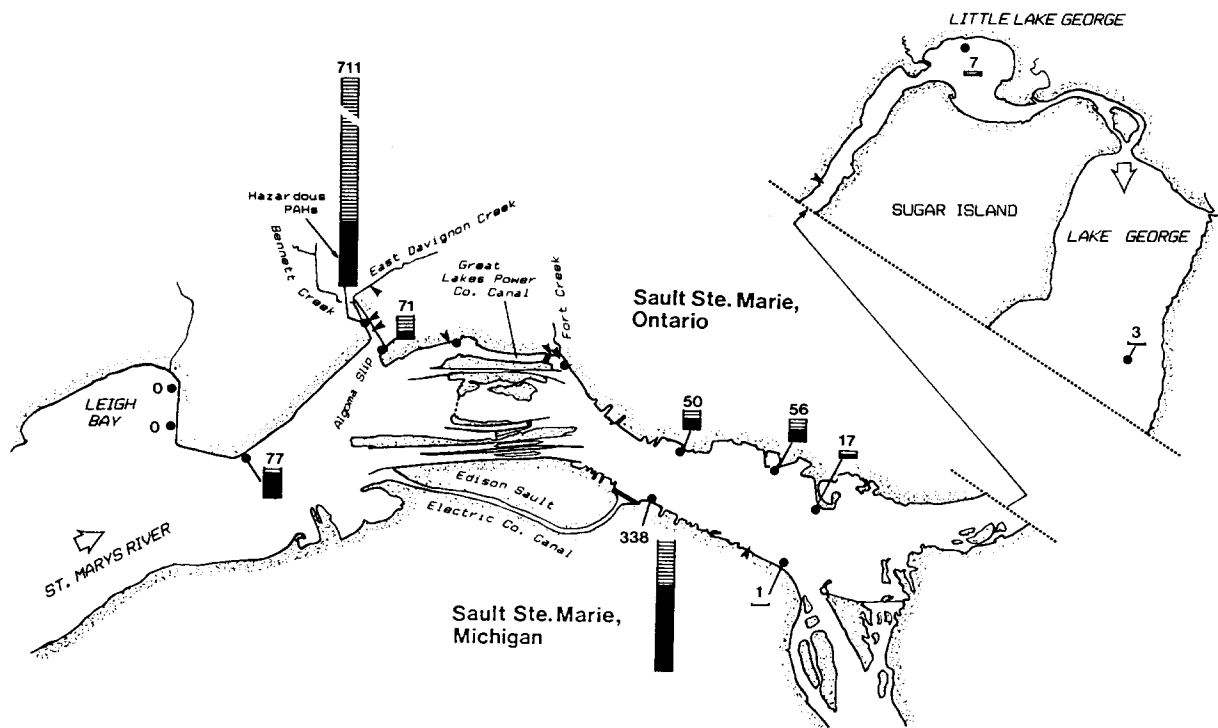 LITTLE LAKE GEORGE
7
711
Hazardous
PAHs
Bennett Creek
East Davignon Creek
Great
Lakes Power
Co. Canal
Fort Creek
71
Sault Ste. Marie,
Ontario
SUGAR ISLAND
LAKE GEORGE
3
Algoma Slip
LEIGH
BAY
0
0
77
50
56
17
Edison Sault
Electric Co. Canal
338
1
ST. MARYS RIVER
Sault Ste. Marie,
Michigan